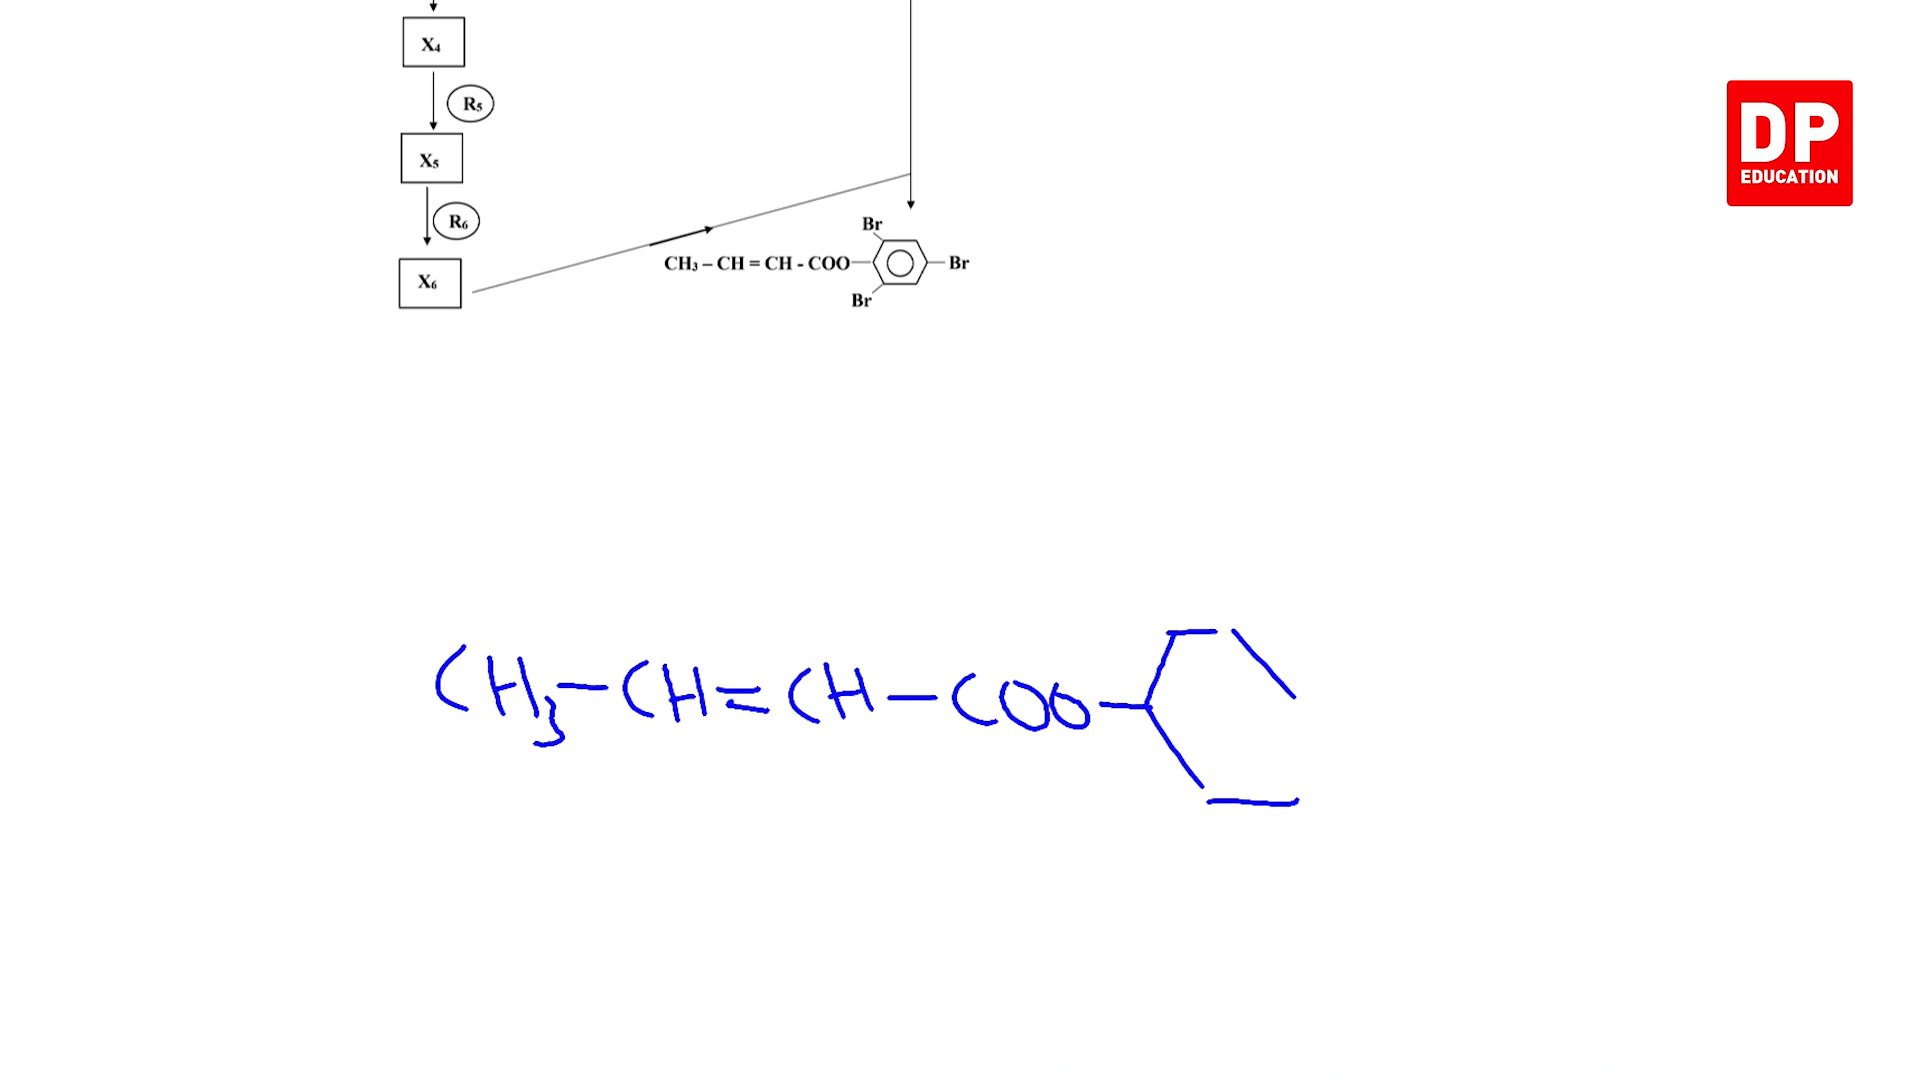 X₄
R₅
DP
EDUCATION
X₅
R₆
Br
CH₃ – CH = CH - COO
Br
X₆
Br
CH₃ – CH = CH – COO –